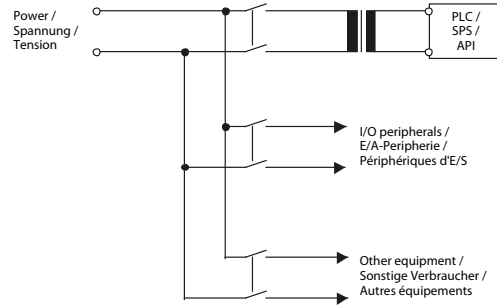 Power /
Spannung /
Tension
PLC /
SPS /
API
I/O peripherals /
E/A-Peripherie /
Périphériques d'E/S
Other equipment /
Sonstige Verbraucher /
Autres équipements